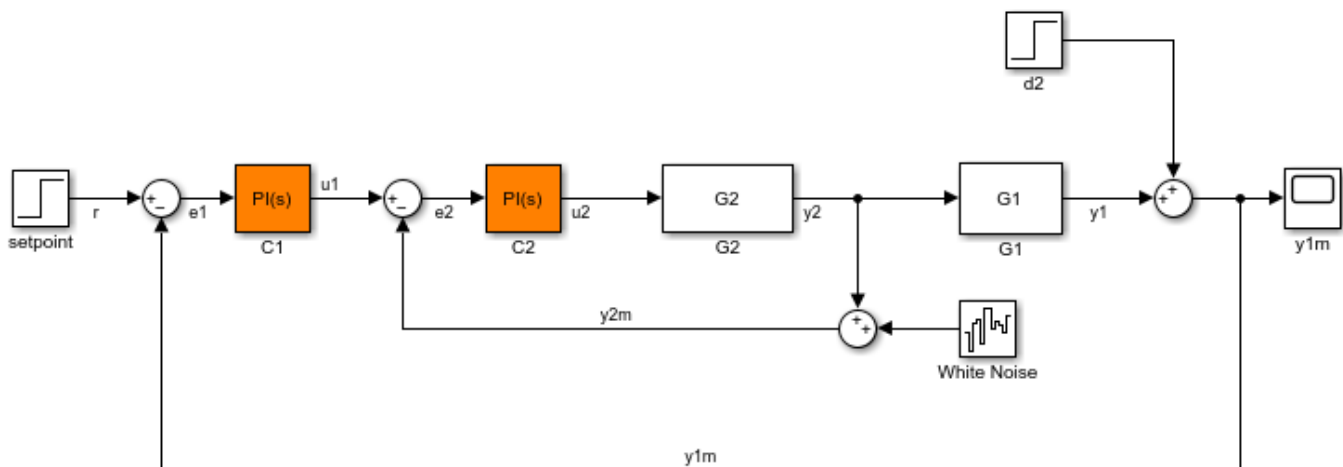 d2
setpoint
r
+
−
e1
PI(s)
C1
u1
+
−
e2
PI(s)
C2
u2
G2
G2
y2
G1
G1
y1
+
+
y1m
y2m
+
+
White Noise
y1m